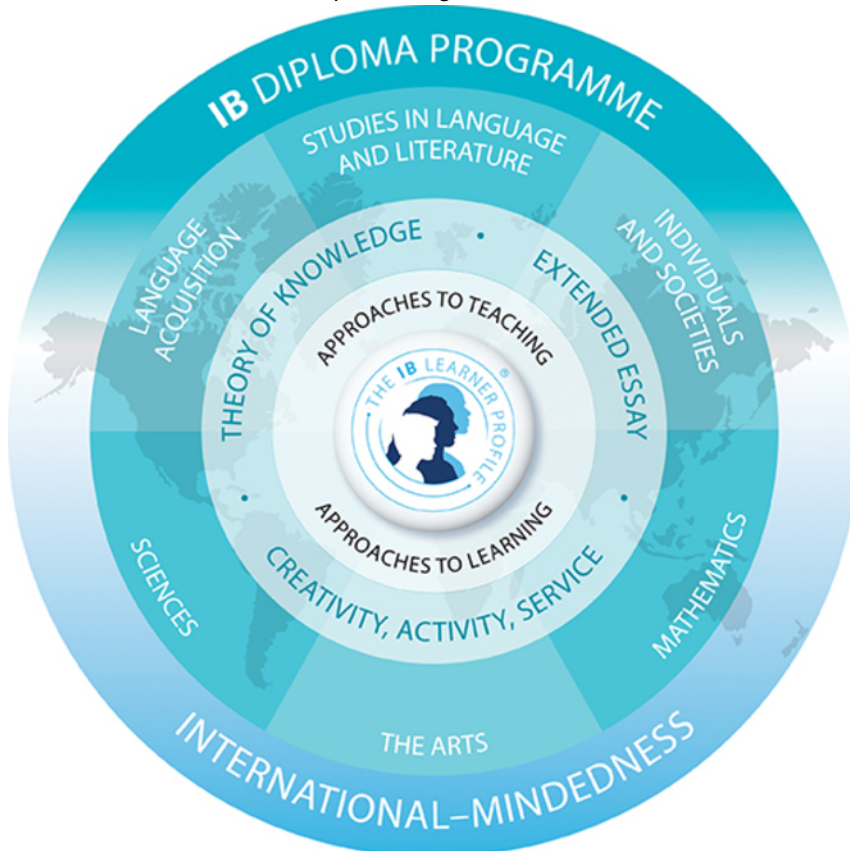 IB DIPLOMA PROGRAMME
STUDIES IN LANGUAGE
AND LITERATURE
LANGUAGE
ACQUISITION
INDIVIDUALS
AND SOCIETIES
THEORY OF KNOWLEDGE
EXTENDED ESSAY
APPROACHES TO TEACHING
THE IB LEARNER PROFILE
®
APPROACHES TO LEARNING
CREATIVITY, ACTIVITY, SERVICE
SCIENCES
MATHEMATICS
THE ARTS
INTERNATIONAL–MINDEDNESS